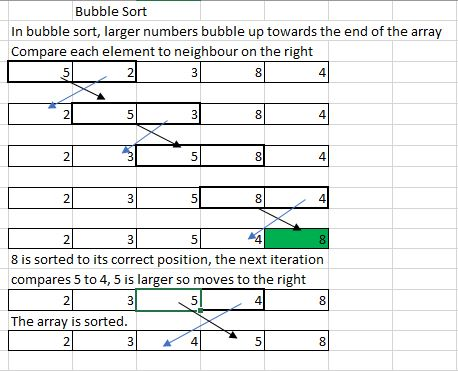 Bubble Sort
In bubble sort, larger numbers bubble up towards the end of the array
Compare each element to neighbour on the right
5 2 3 8 4
2 5 3 8 4
2 3 5 8 4
2 3 5 8 4
2 3 5 4 8
8 is sorted to its correct position, the next iteration
compares 5 to 4, 5 is larger so moves to the right
2 3 5 4 8
The array is sorted.
2 3 4 5 8